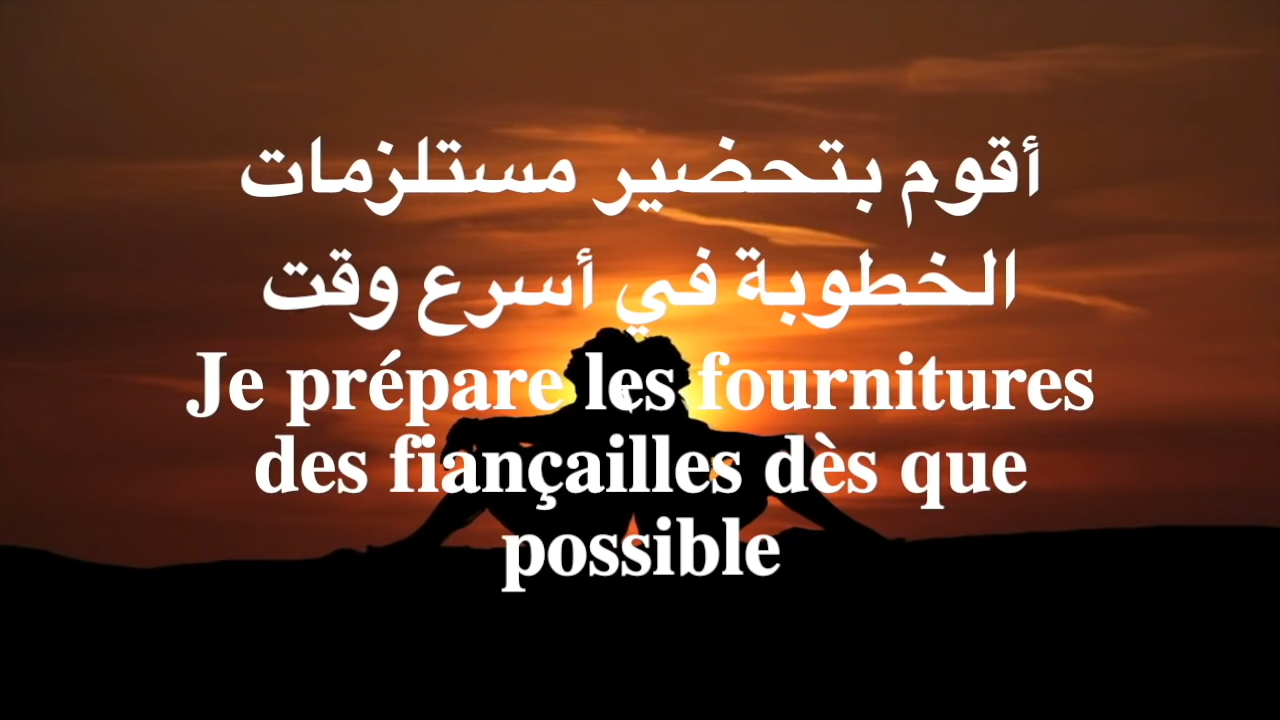 أقوم بتحضير مستلزمات
الخطوبة في أسرع وقت
Je prépare les fournitures
des fiançailles dès que
possible